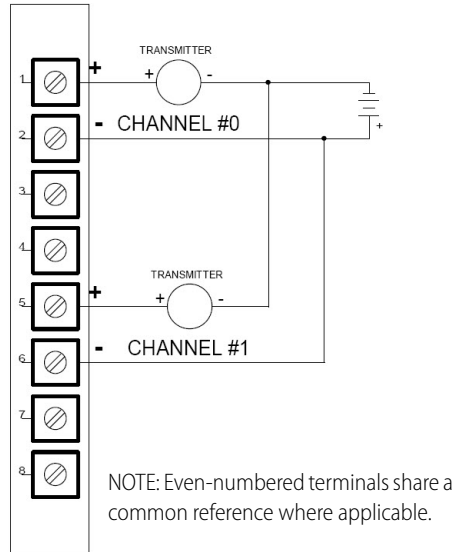 TRANSMITTER
1 + + -
2 - CHANNEL #0
+
3
4
TRANSMITTER
5 + + -
6 - CHANNEL #1
7
8
NOTE: Even-numbered terminals share a
common reference where applicable.